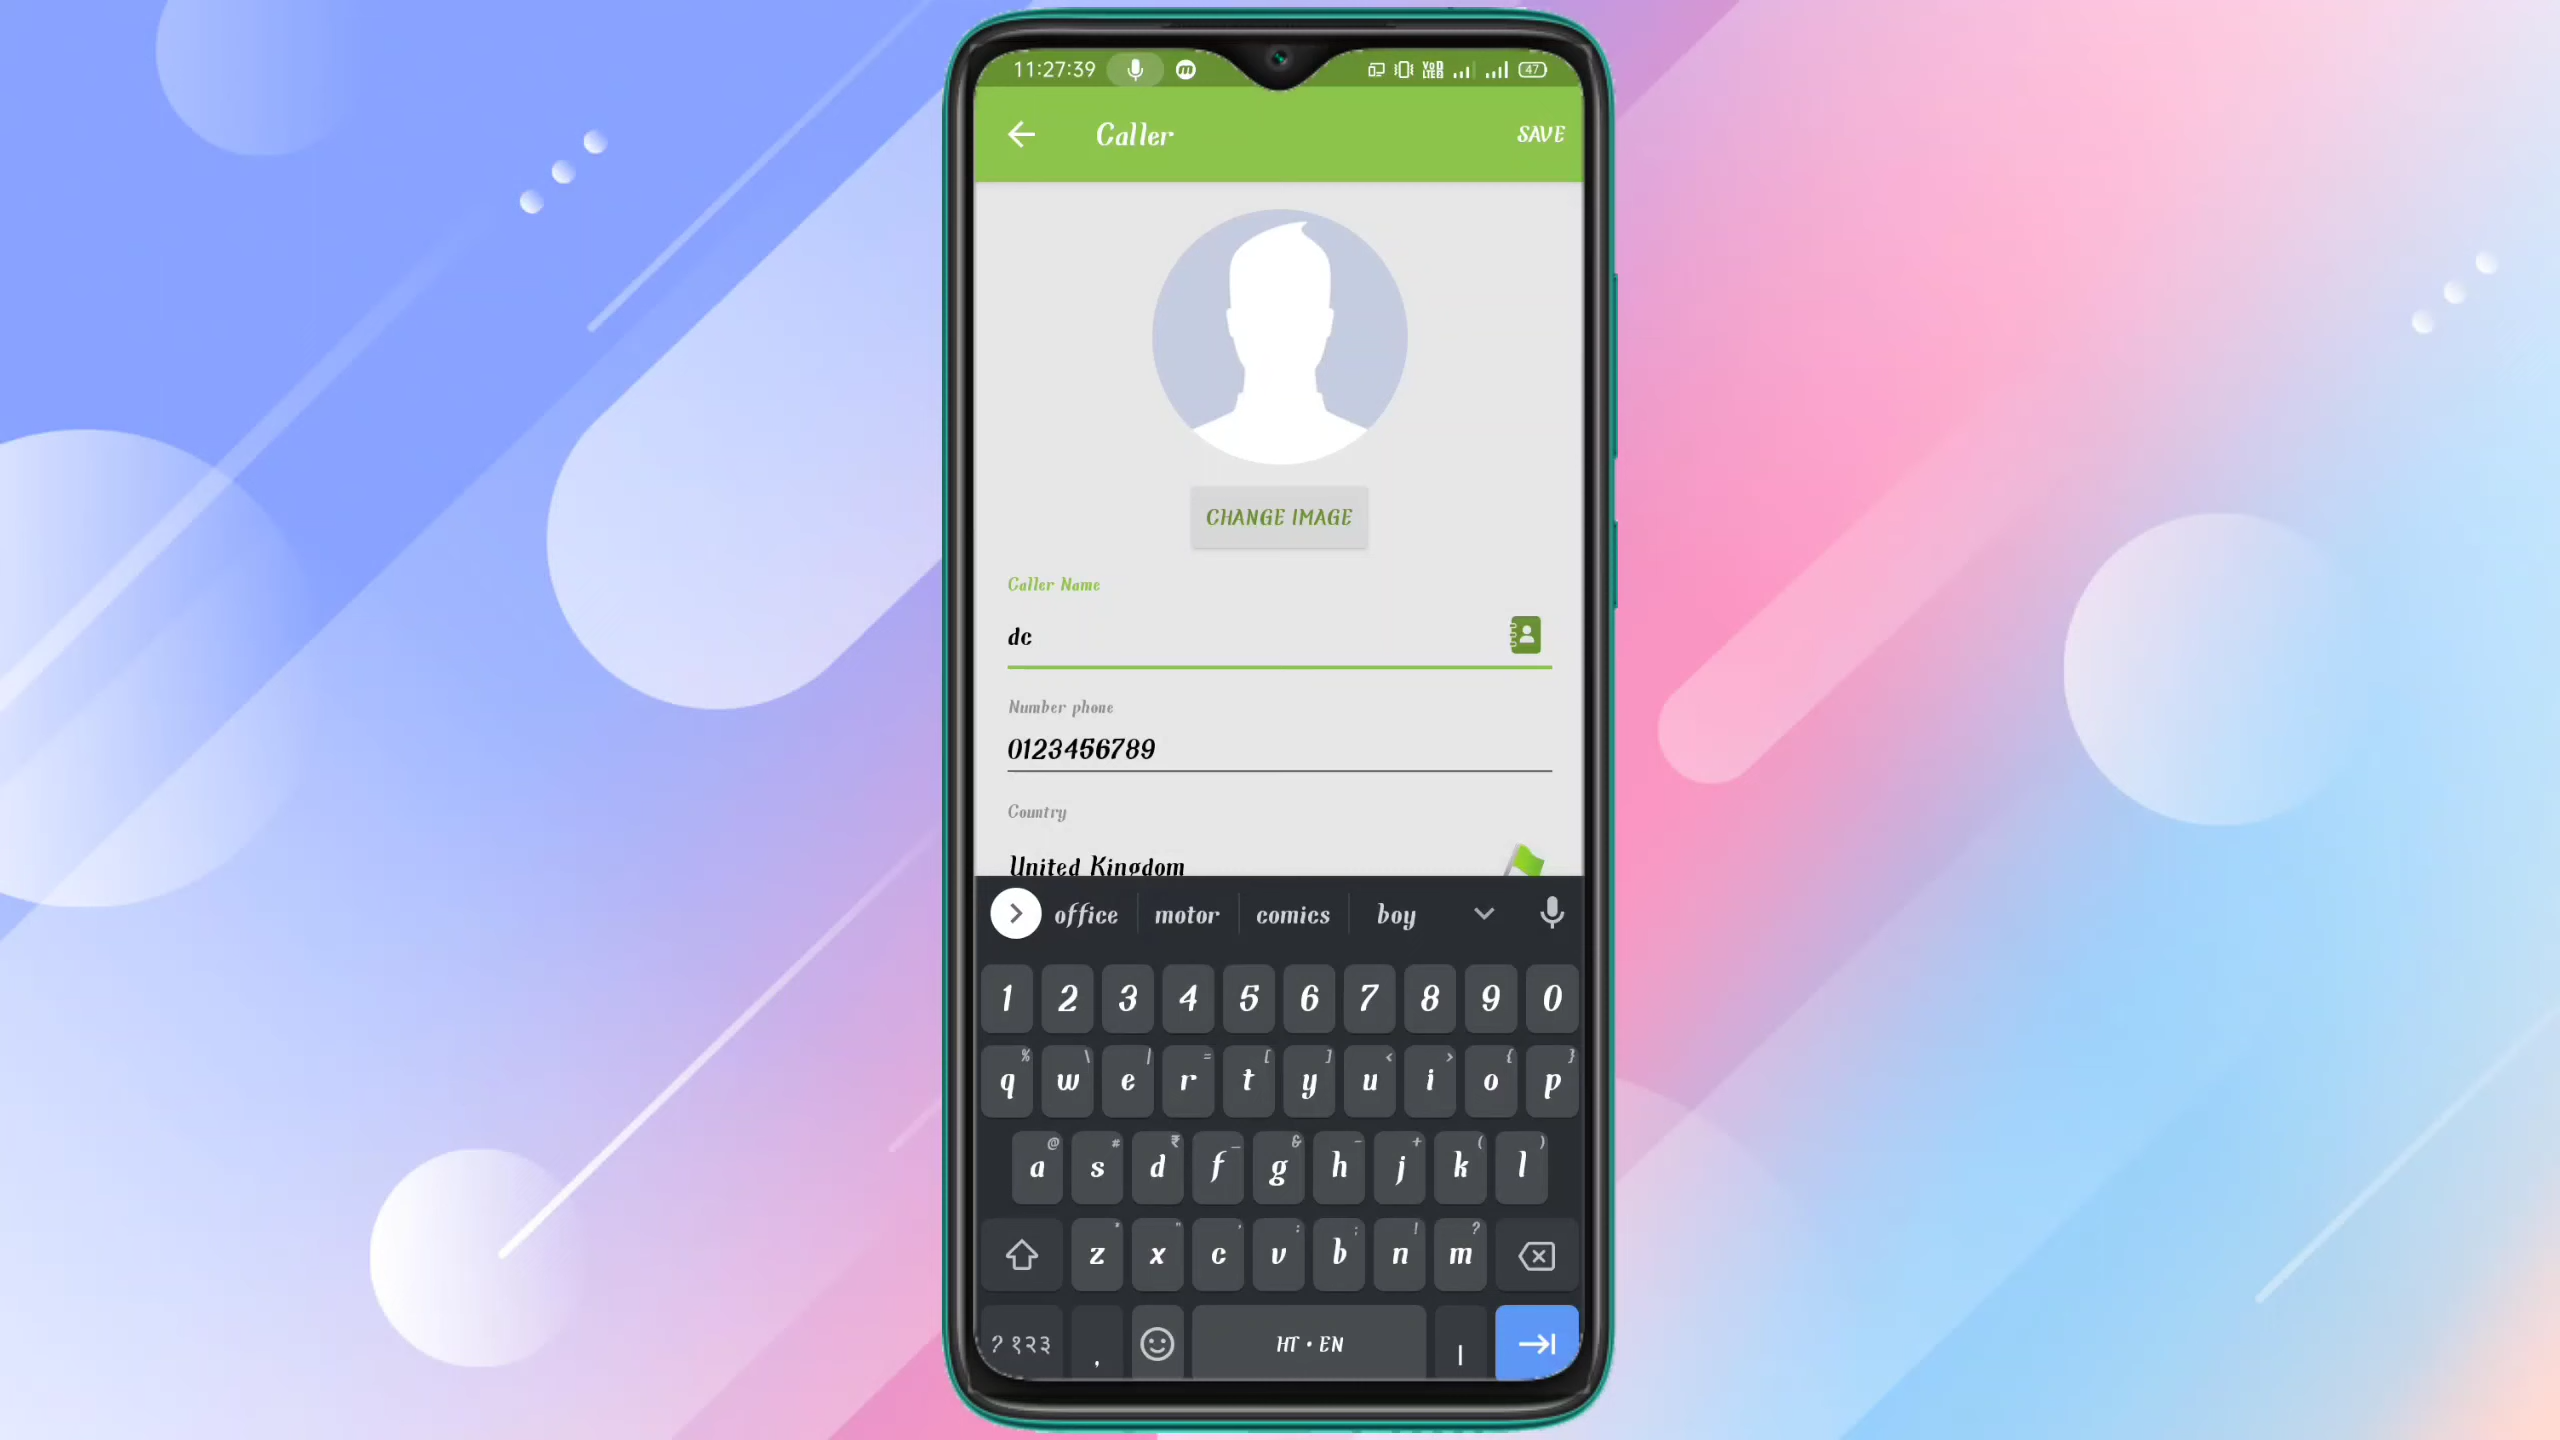 11:27:39 47
Caller SAVE
CHANGE IMAGE
Caller Name
dc
Number phone
0123456789
Country
United Kingdom
office motor comics boy
1 2 3 4 5 6 7 8 9 0
% \ | = [ ] < > { }
q w e r t y u i o p
@ # ₹ _ & - + ( )
a s d f g h j k l
* " ' : ; ! ?
z x c v b n m
? १२३ , HT • EN |